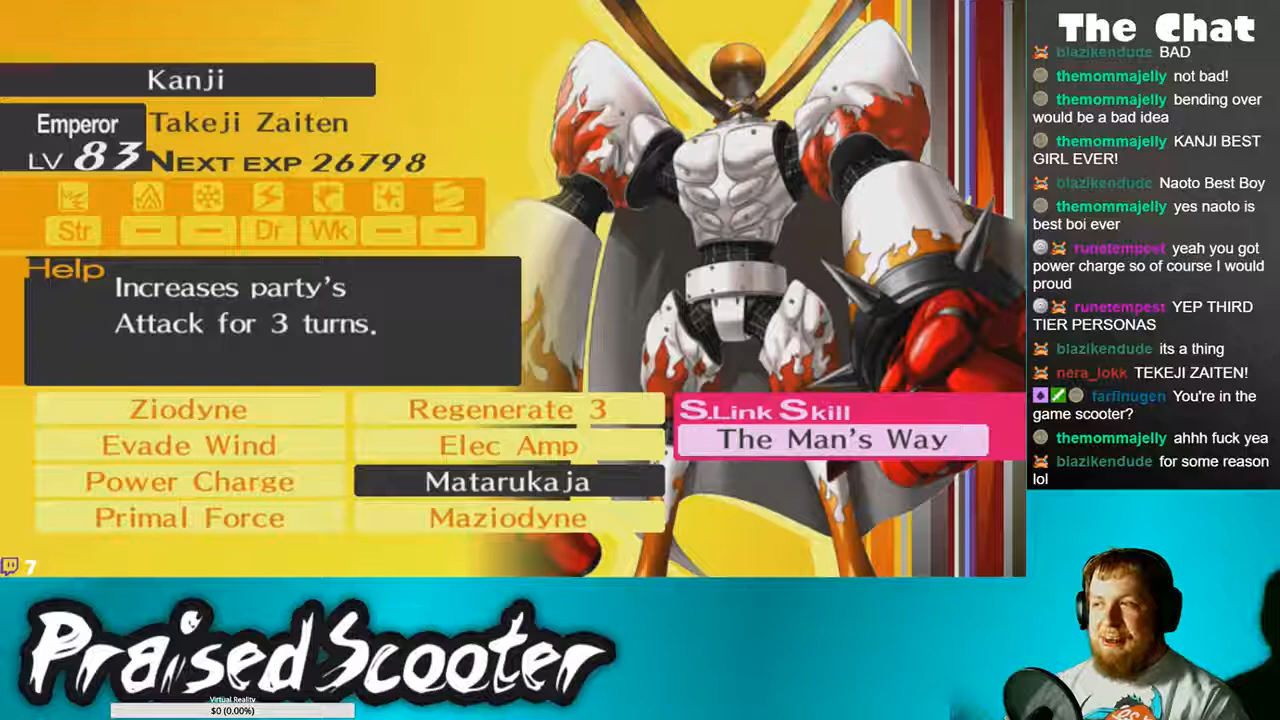 Kanji
Emperor
Takeji Zaiten
LV 83
NEXT EXP 26798
Str — — Dr Wk — —
Help
Increases party's
Attack for 3 turns.
Ziodyne
Regenerate 3
Evade Wind
Elec Amp
Power Charge
Matarukaja
Primal Force
Maziodyne
S.Link Skill
The Man's Way
7
Praised Scooter
Virtual Reality
$0 (0.00%)
The Chat
blazikendude BAD
themommajelly not bad!
themommajelly bending over
would be a bad idea
themommajelly KANJI BEST
GIRL EVER!
blazikendude Naoto Best Boy
themommajelly yes naoto is
best boi ever
runetempest yeah you got
power charge so of course I would
proud
runetempest YEP THIRD
TIER PERSONAS
blazikendude its a thing
nera_lokk TEKEJI ZAITEN!
farfinugen You're in the
game scooter?
themommajelly ahhh fuck yea
blazikendude for some reason
lol